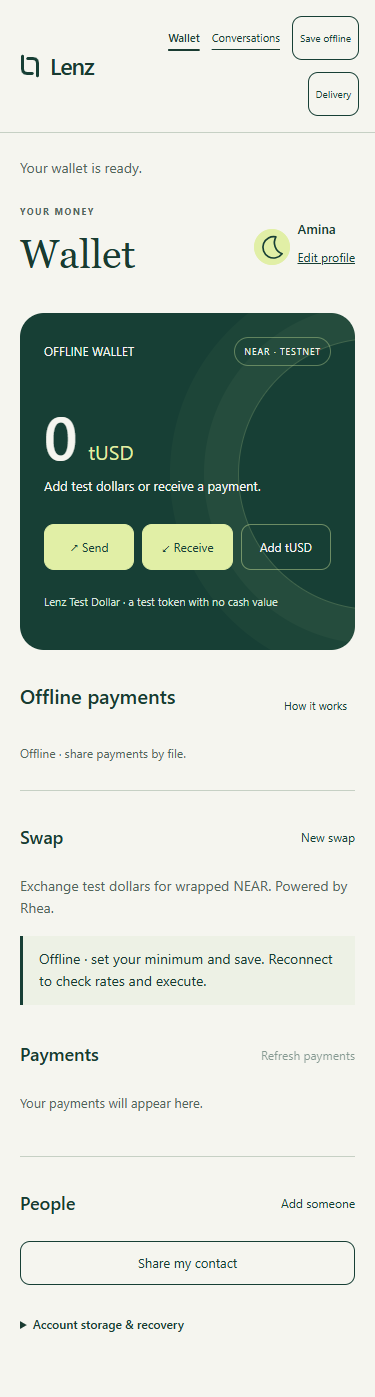 Lenz
Wallet
Conversations
Save offline
Delivery
Your wallet is ready.
YOUR MONEY
Wallet
Amina
Edit profile
OFFLINE WALLET
NEAR · TESTNET
0 tUSD
Add test dollars or receive a payment.
↗ Send
↙ Receive
Add tUSD
Lenz Test Dollar · a test token with no cash value
Offline payments
How it works
Offline · share payments by file.
Swap
New swap
Exchange test dollars for wrapped NEAR. Powered by
Rhea.
Offline · set your minimum and save. Reconnect
to check rates and execute.
Payments
Refresh payments
Your payments will appear here.
People
Add someone
Share my contact
Account storage & recovery